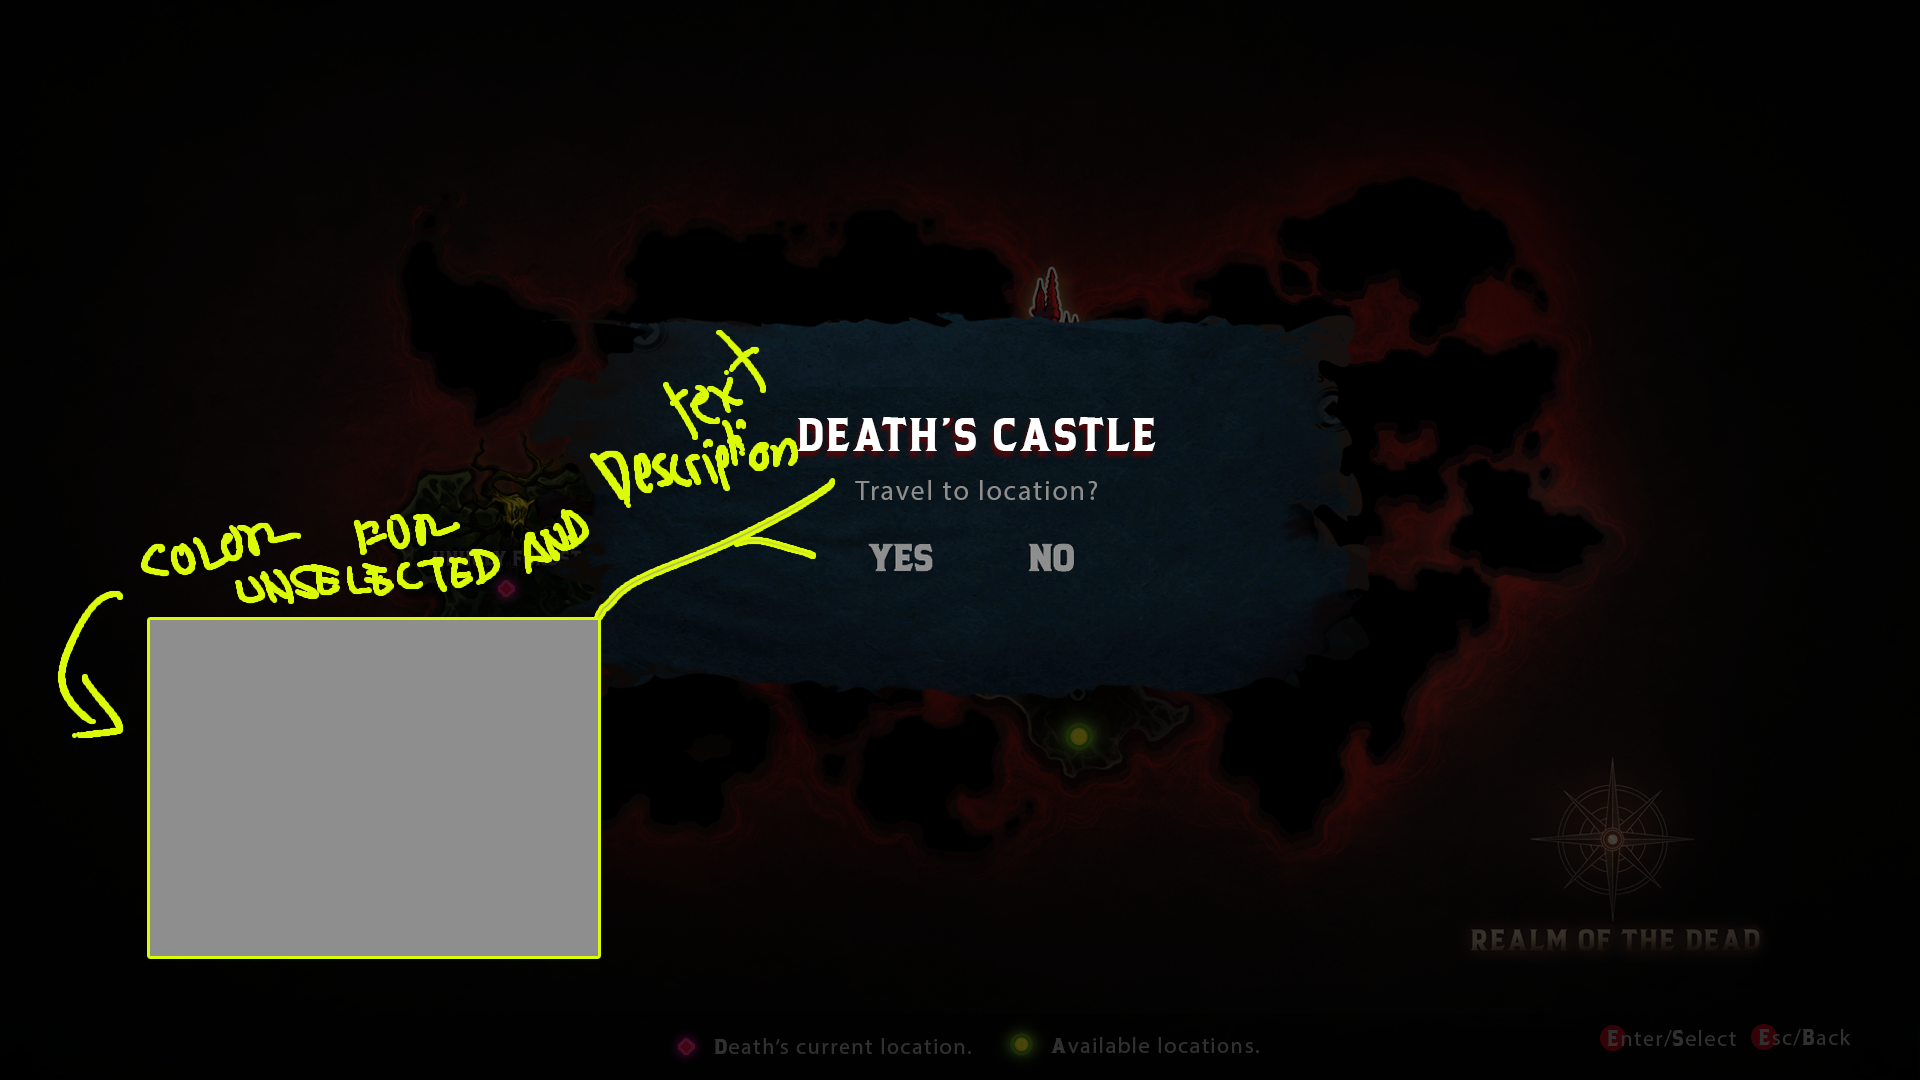 text
Description
DEATH'S CASTLE
Travel to location?
COLOR FOR
UNSELECTED AND
YES NO
REALM OF THE DEAD
Death's current location. Available locations.
Enter/Select Esc/Back